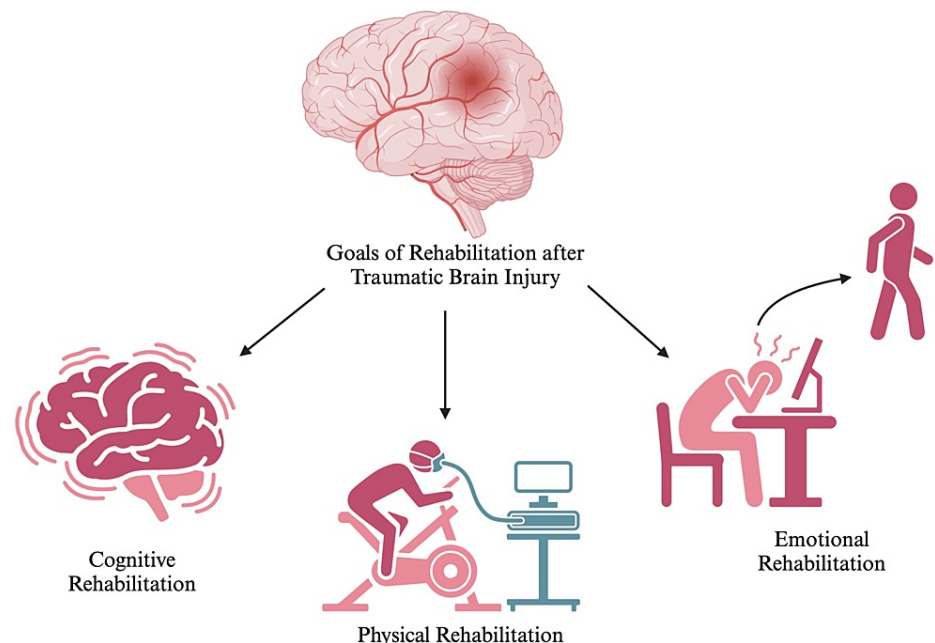 Goals of Rehabilitation after
Traumatic Brain Injury
Cognitive
Rehabilitation
Physical Rehabilitation
Emotional
Rehabilitation